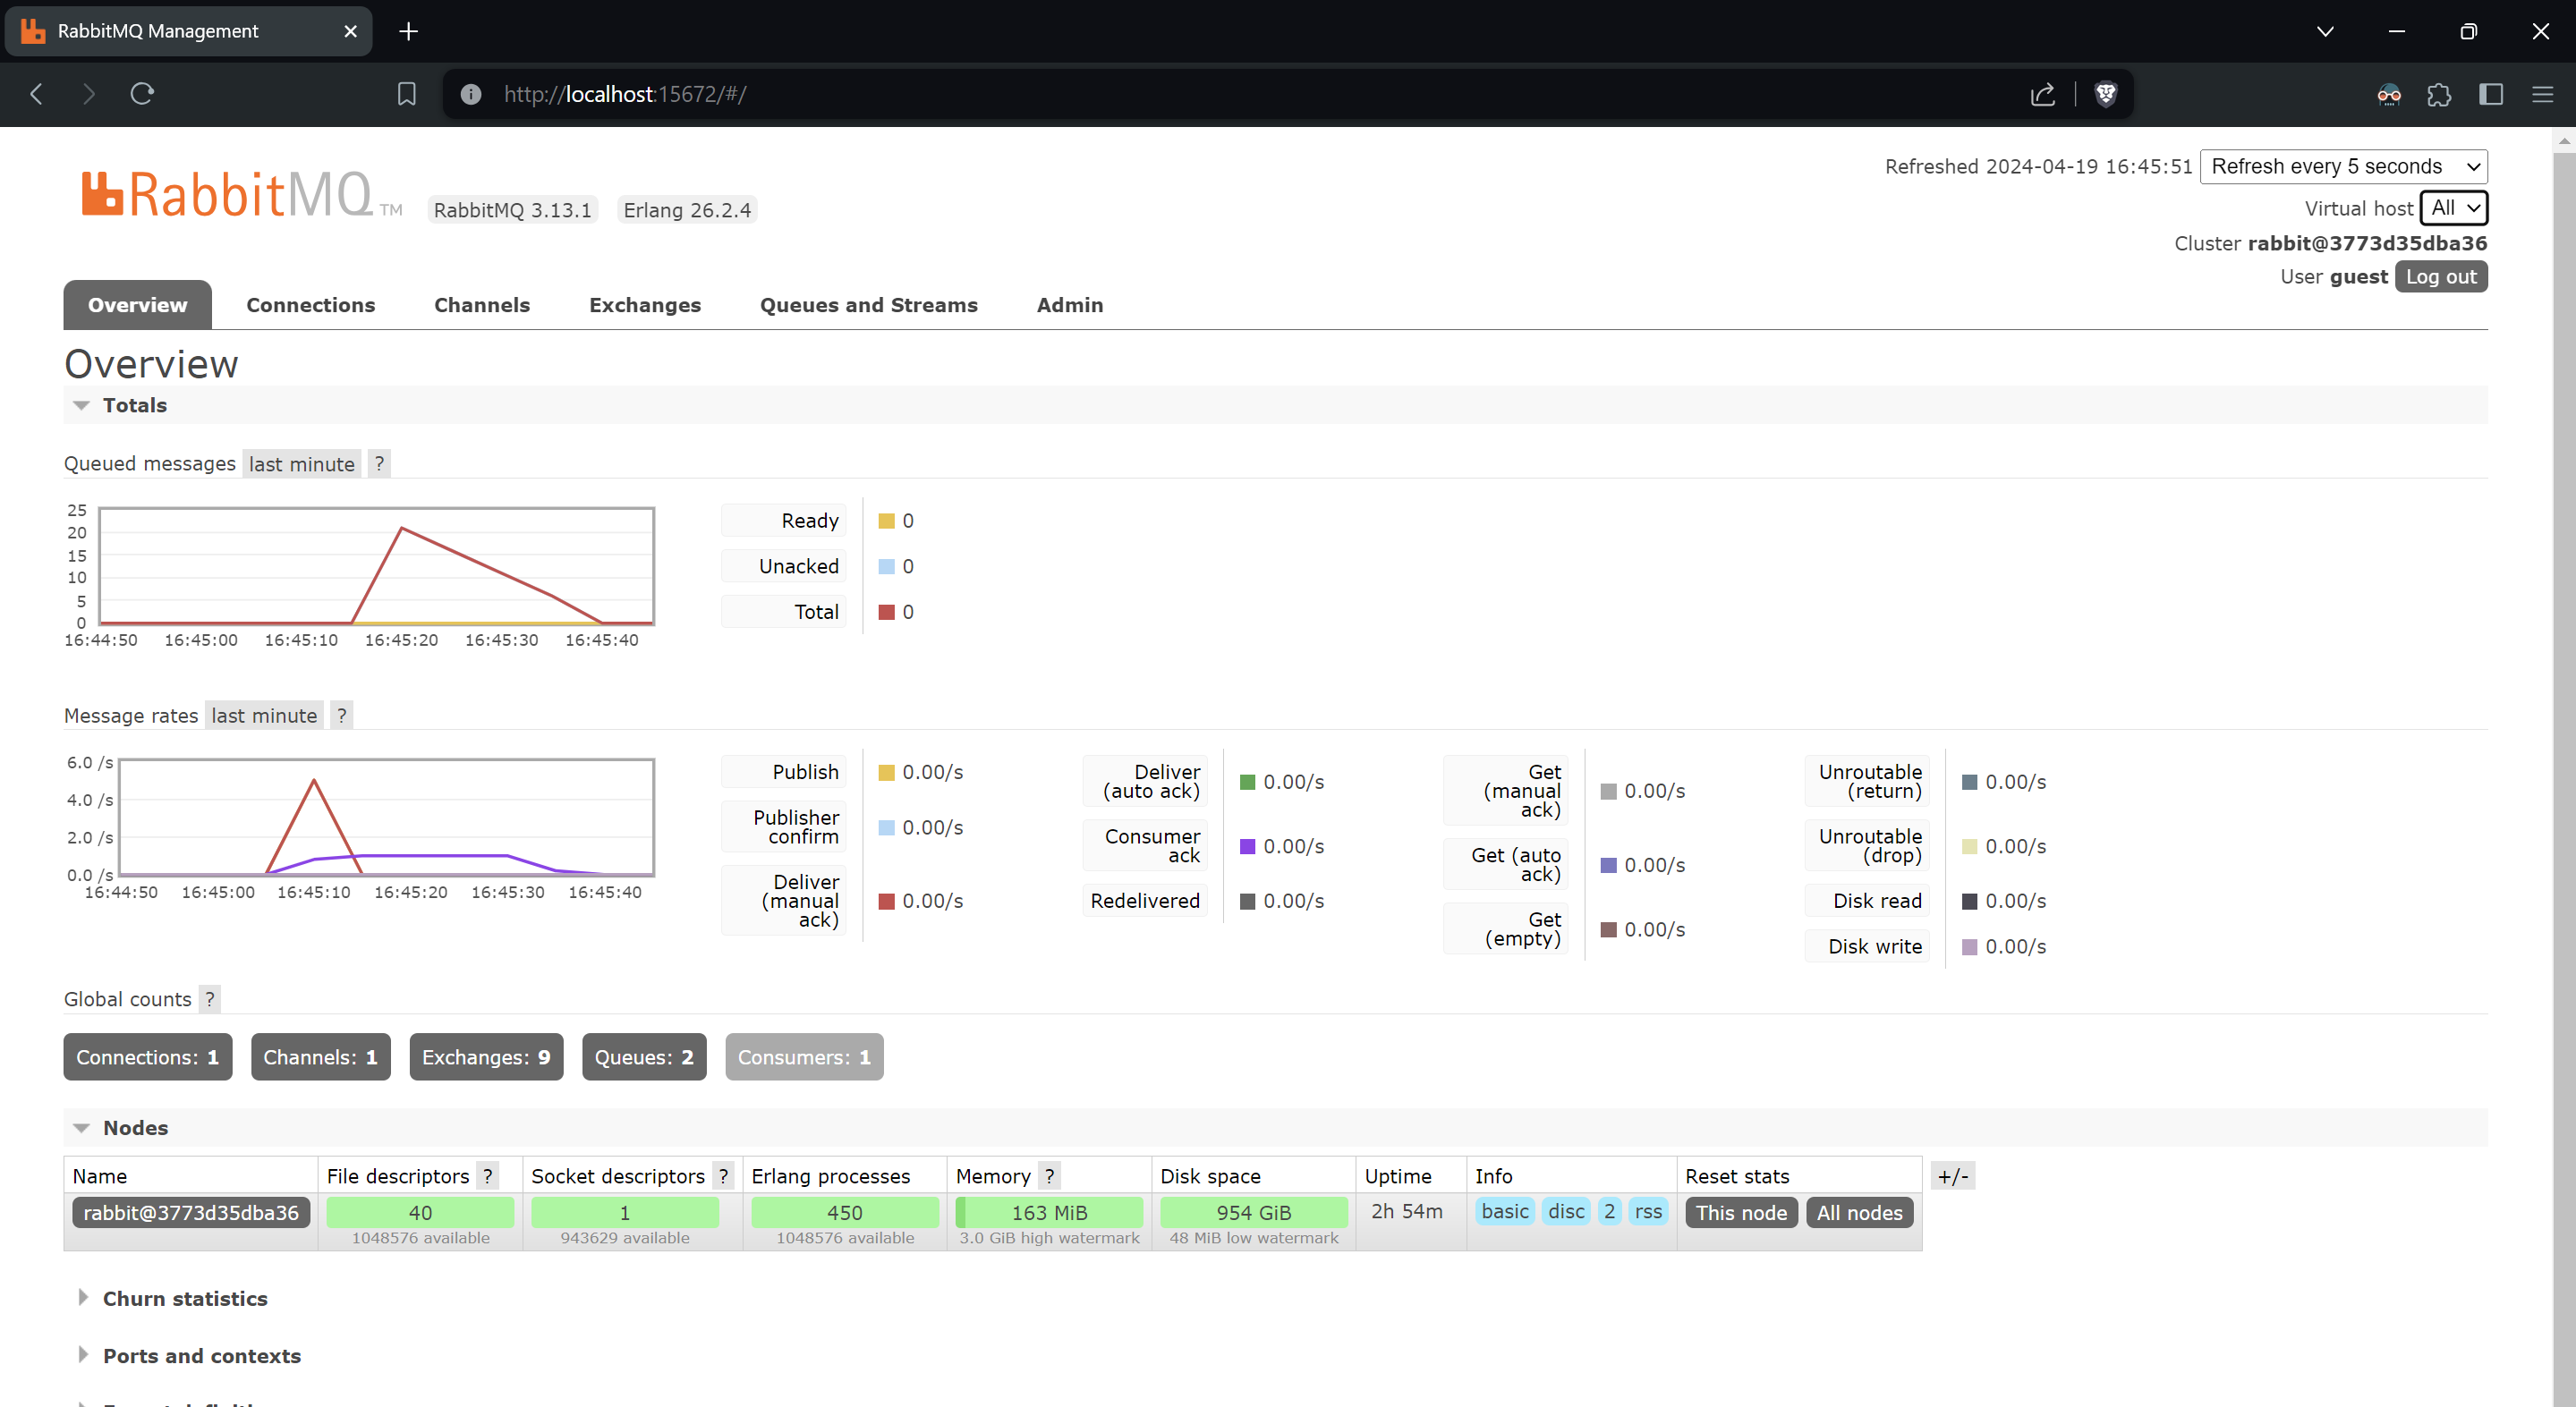 RabbitMQ Management
http://localhost:15672/#/
RabbitMQ TM
RabbitMQ 3.13.1 Erlang 26.2.4
Refreshed 2024-04-19 16:45:51 Refresh every 5 seconds
Virtual host All
Cluster rabbit@3773d35dba36
User guest Log out
Overview Connections Channels Exchanges Queues and Streams Admin
Overview
Totals
Queued messages last minute ?
25
20
15
10
5
0
16:44:50 16:45:00 16:45:10 16:45:20 16:45:30 16:45:40
Ready 0
Unacked 0
Total 0
Message rates last minute ?
6.0 /s
4.0 /s
2.0 /s
0.0 /s
16:44:50 16:45:00 16:45:10 16:45:20 16:45:30 16:45:40
Publish 0.00/s
Publisher
confirm 0.00/s
Deliver
(manual
ack) 0.00/s
Deliver
(auto ack) 0.00/s
Consumer
ack 0.00/s
Redelivered 0.00/s
Get
(manual
ack) 0.00/s
Get (auto
ack) 0.00/s
Get
(empty) 0.00/s
Unroutable
(return) 0.00/s
Unroutable
(drop) 0.00/s
Disk read 0.00/s
Disk write 0.00/s
Global counts ?
Connections: 1 Channels: 1 Exchanges: 9 Queues: 2 Consumers: 1
Nodes
Name File descriptors ? Socket descriptors ? Erlang processes Memory ? Disk space Uptime Info Reset stats +/-
rabbit@3773d35dba36 40 1 450 163 MiB 954 GiB 2h 54m basic disc 2 rss This node All nodes
1048576 available 943629 available 1048576 available 3.0 GiB high watermark 48 MiB low watermark
Churn statistics
Ports and contexts